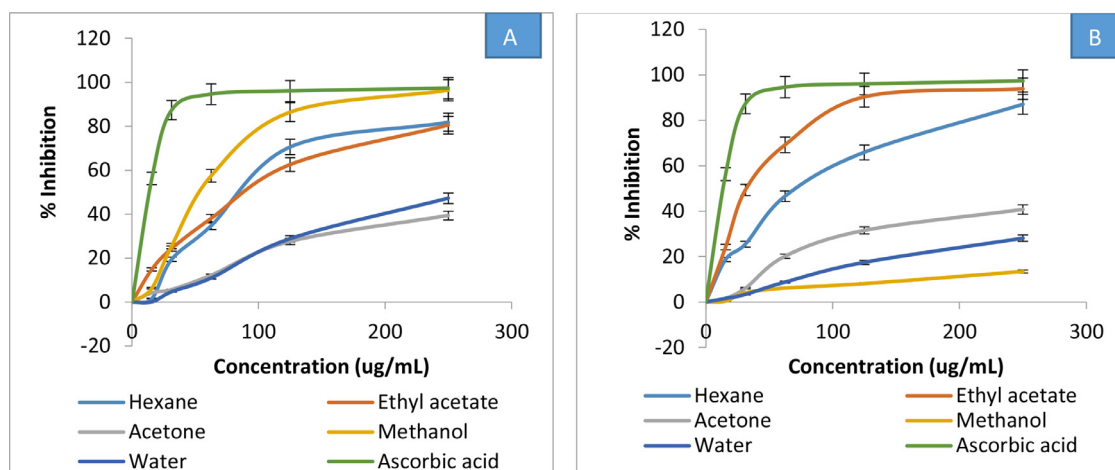 A
120
100
80
60
40
20
0
-20
% Inhibition
0 100 200 300
Concentration (ug/mL)
Hexane Ethyl acetate
Acetone Methanol
Water Ascorbic acid
B
120
100
80
60
40
20
0
-20
% Inhibition
0 100 200 300
Concentration (ug/mL)
Hexane Ethyl acetate
Acetone Methanol
Water Ascorbic acid